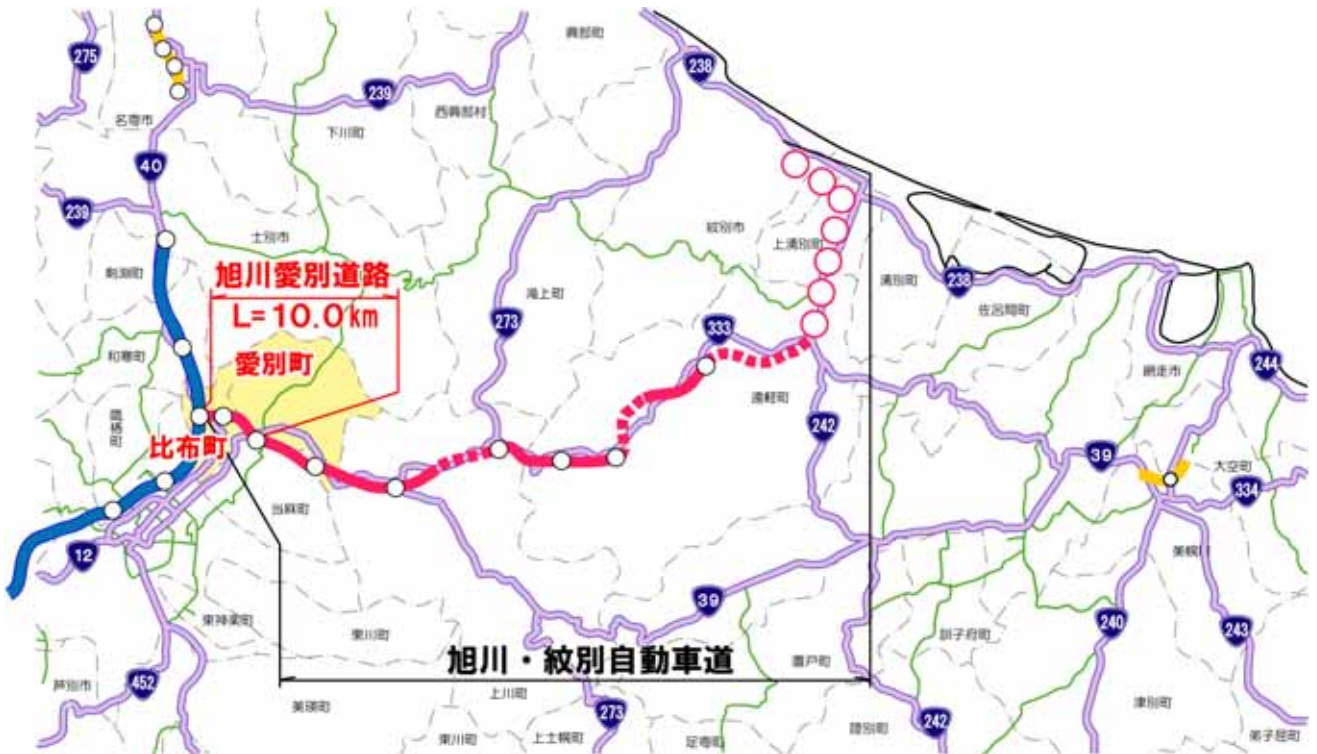 興部町
275
238
239
西興部村
名寄市
下川町
40
239
紋別市
士別市
上湧別町
剣淵町
旭川愛別道路
湧別町
238
滝上町
L=10.0km
佐呂間町
273
333
和寒町
愛別町
244
網走市
鷹栖町
遠軽町
比布町
242
39
大空町
334
当麻町
12
美幌町
39
東神楽町
東川町
訓子府町
240
243
旭川・紋別自動車道
置戸町
452
芦別市
上川町
美瑛町
273
津別町
242
陸別町
東川町
上士幌町
足寄町
弟子屈町